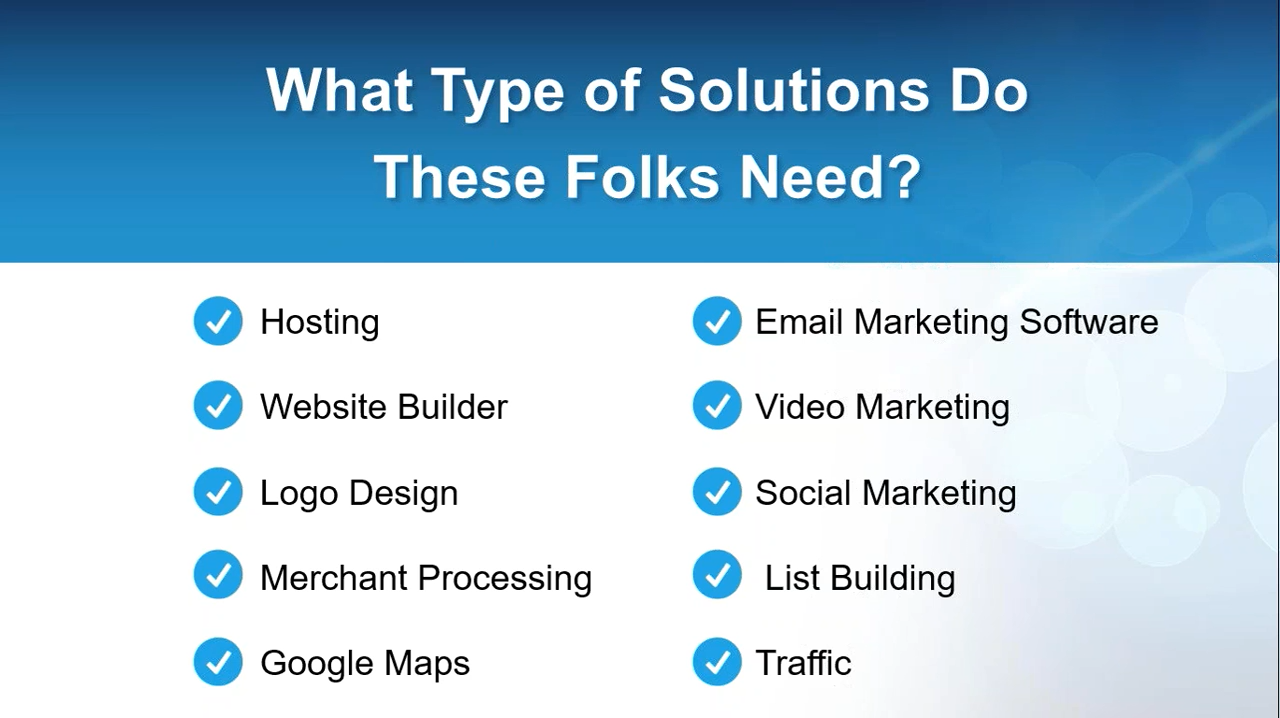 What Type of Solutions Do
These Folks Need?
Hosting
Website Builder
Logo Design
Merchant Processing
Google Maps
Email Marketing Software
Video Marketing
Social Marketing
List Building
Traffic